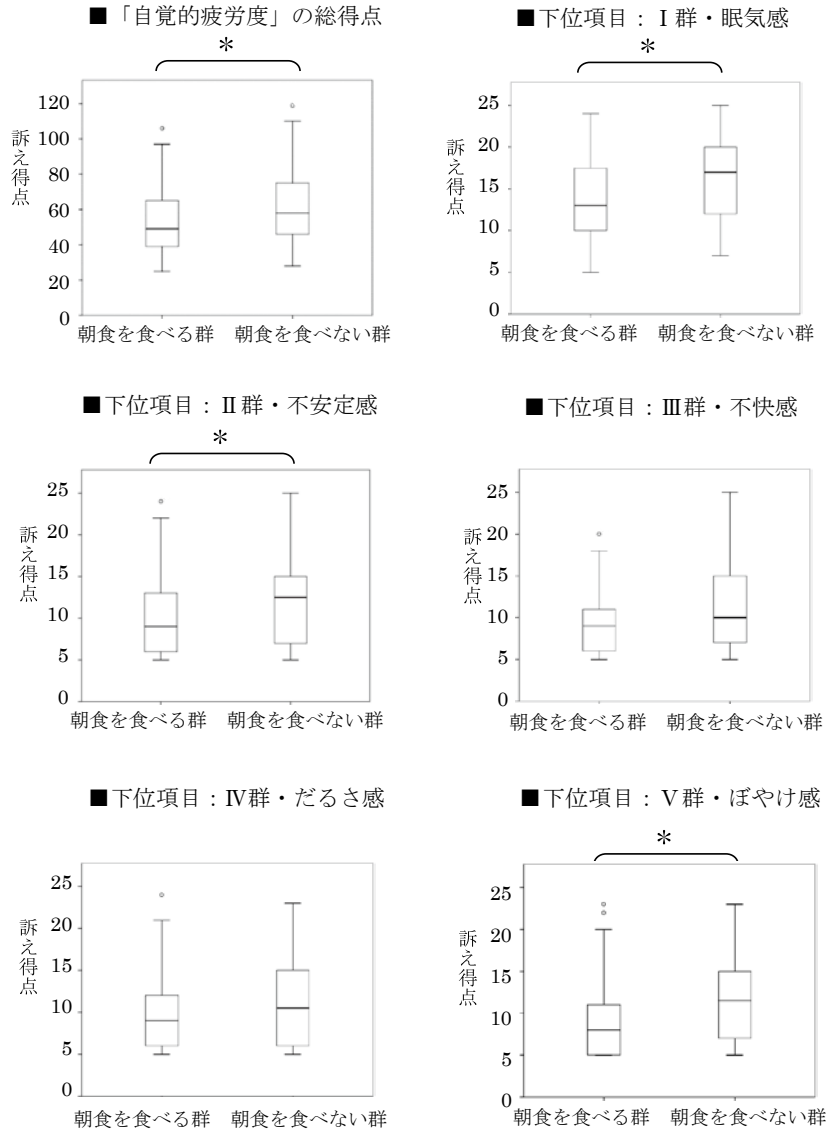 ■「自覚的疲労度」の総得点
＊
訴え得点
120
100
80
60
40
20
0
朝食を食べる群 朝食を食べない群
■下位項目：Ⅰ群・眠気感
＊
訴え得点
25
20
15
10
5
0
朝食を食べる群 朝食を食べない群
■下位項目：Ⅱ群・不安定感
＊
訴え得点
25
20
15
10
5
0
朝食を食べる群 朝食を食べない群
■下位項目：Ⅲ群・不快感
訴え得点
25
20
15
10
5
0
朝食を食べる群 朝食を食べない群
■下位項目：Ⅳ群・だるさ感
訴え得点
25
20
15
10
5
0
朝食を食べる群 朝食を食べない群
■下位項目：Ⅴ群・ぼやけ感
＊
訴え得点
25
20
15
10
5
0
朝食を食べる群 朝食を食べない群